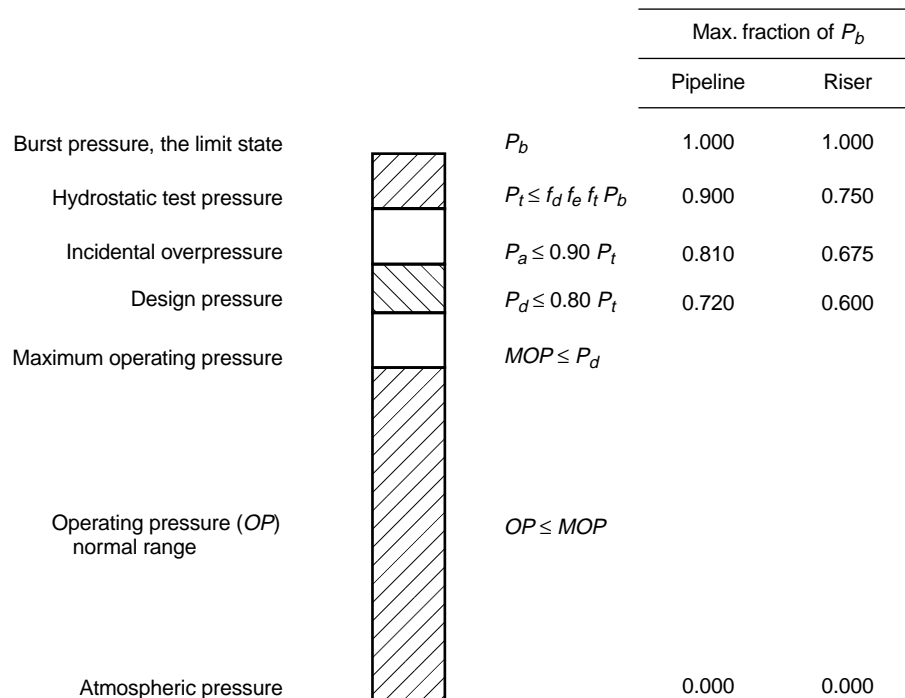 Max. fraction of P_b
Pipeline Riser
Burst pressure, the limit state P_b 1.000 1.000
Hydrostatic test pressure P_t ≤ f_d f_e f_t P_b 0.900 0.750
Incidental overpressure P_a ≤ 0.90 P_t 0.810 0.675
Design pressure P_d ≤ 0.80 P_t 0.720 0.600
Maximum operating pressure MOP ≤ P_d
Operating pressure (OP) OP ≤ MOP
normal range
Atmospheric pressure 0.000 0.000